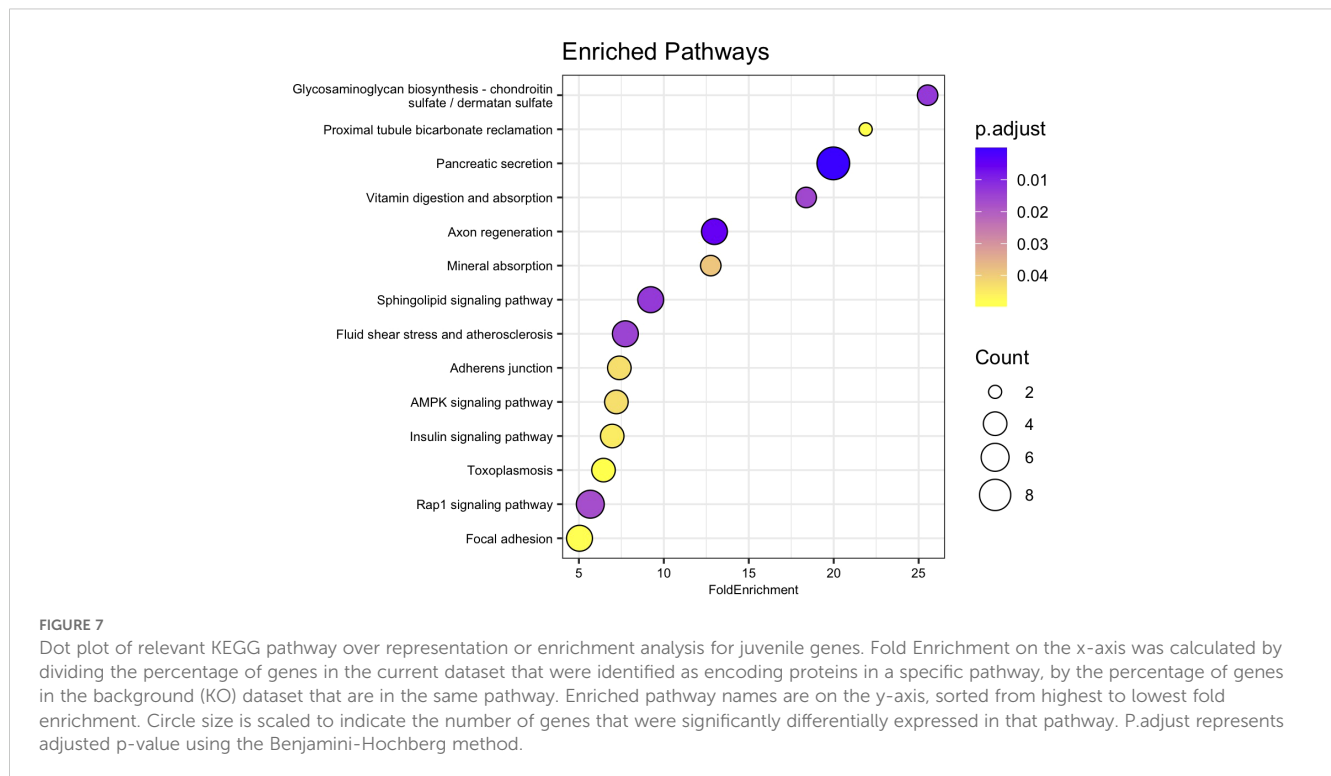 Enriched Pathways
Glycosaminoglycan biosynthesis - chondroitin
sulfate / dermatan sulfate
Proximal tubule bicarbonate reclamation
Pancreatic secretion
Vitamin digestion and absorption
Axon regeneration
Mineral absorption
Sphingolipid signaling pathway
Fluid shear stress and atherosclerosis
Adherens junction
AMPK signaling pathway
Insulin signaling pathway
Toxoplasmosis
Rap1 signaling pathway
Focal adhesion
5 10 15 20 25
FoldEnrichment
p.adjust
0.01
0.02
0.03
0.04
Count
2
4
6
8
FIGURE 7
Dot plot of relevant KEGG pathway over representation or enrichment analysis for juvenile genes. Fold Enrichment on the x-axis was calculated by
dividing the percentage of genes in the current dataset that were identified as encoding proteins in a specific pathway, by the percentage of genes
in the background (KO) dataset that are in the same pathway. Enriched pathway names are on the y-axis, sorted from highest to lowest fold
enrichment. Circle size is scaled to indicate the number of genes that were significantly differentially expressed in that pathway. P.adjust represents
adjusted p-value using the Benjamini-Hochberg method.